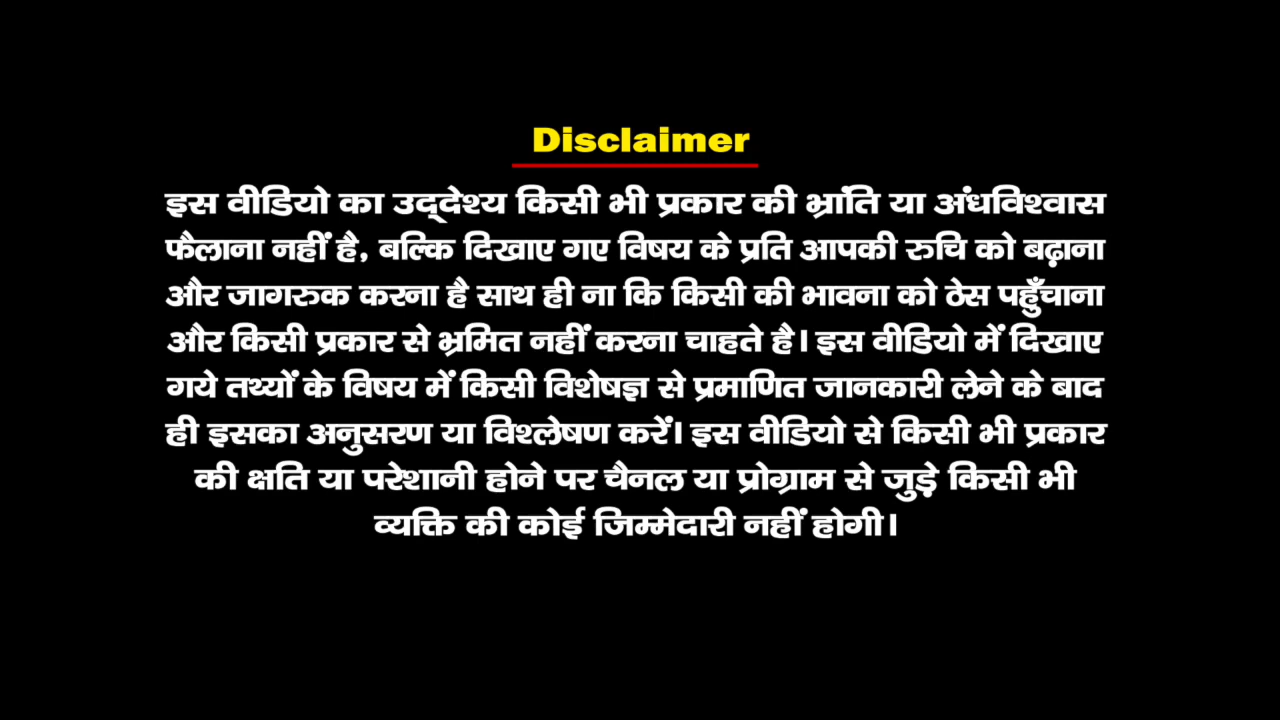 Disclaimer
इस वीडियो का उद्देश्य किसी भी प्रकार की भ्रांति या अंधविश्वास
फैलाना नहीं है, बल्कि दिखाए गए विषय के प्रति आपकी रुचि को बढ़ाना
और जागरुक करना है साथ ही ना कि किसी की भावना को ठेस पहुँचाना
और किसी प्रकार से भ्रमित नहीं करना चाहते है। इस वीडियो में दिखाए
गये तथ्यों के विषय में किसी विशेषज्ञ से प्रमाणित जानकारी लेने के बाद
ही इसका अनुसरण या विश्लेषण करें। इस वीडियो से किसी भी प्रकार
की क्षति या परेशानी होने पर चैनल या प्रोग्राम से जुड़े किसी भी
व्यक्ति की कोई जिम्मेदारी नहीं होगी।